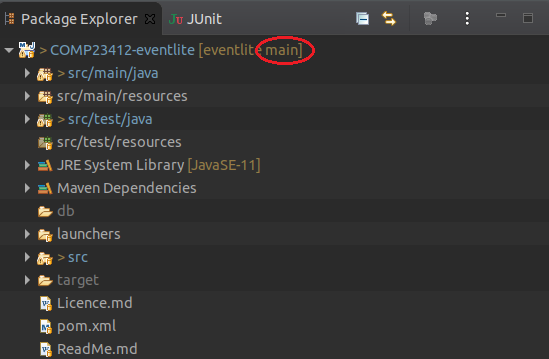 Package Explorer JUnit
> COMP23412-eventlite [eventlite main]
> src/main/java
src/main/resources
> src/test/java
src/test/resources
JRE System Library [JavaSE-11]
Maven Dependencies
db
launchers
> src
target
Licence.md
pom.xml
ReadMe.md